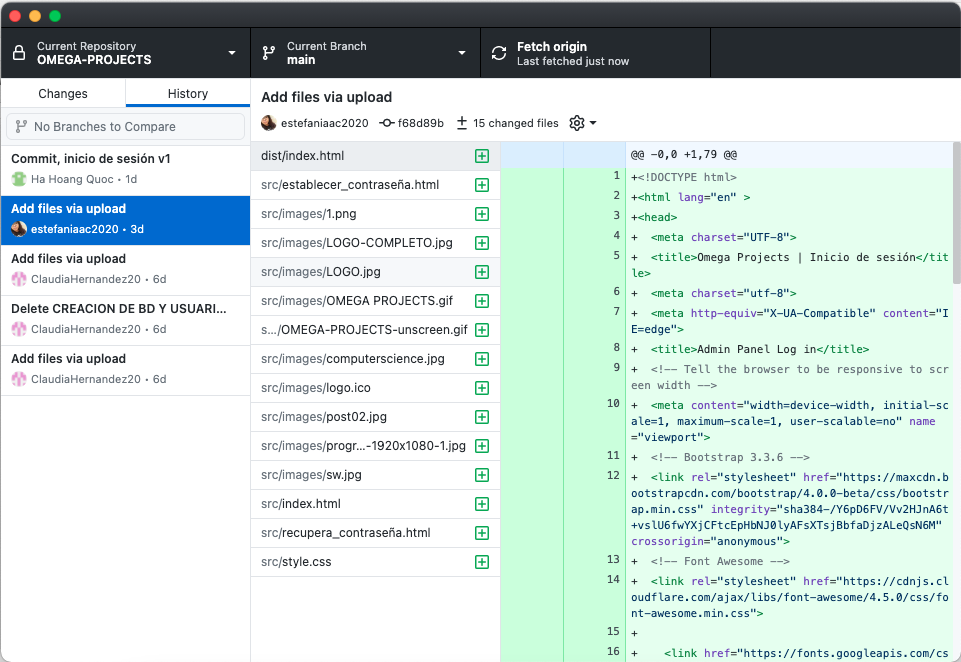 Current Repository
OMEGA-PROJECTS
Current Branch
main
Fetch origin
Last fetched just now
Changes
History
No Branches to Compare
Commit, inicio de sesión v1
Ha Hoang Quoc • 1d
Add files via upload
estefaniaac2020 • 3d
Add files via upload
ClaudiaHernandez20 • 6d
Delete CREACION DE BD Y USUARI...
ClaudiaHernandez20 • 6d
Add files via upload
ClaudiaHernandez20 • 6d
Add files via upload
estefaniaac2020
f68d89b
15 changed files
dist/index.html
src/establecer_contraseña.html
src/images/1.png
src/images/LOGO-COMPLETO.jpg
src/images/LOGO.jpg
src/images/OMEGA PROJECTS.gif
s.../OMEGA-PROJECTS-unscreen.gif
src/images/computerscience.jpg
src/images/logo.ico
src/images/post02.jpg
src/images/progr...-1920x1080-1.jpg
src/images/sw.jpg
src/index.html
src/recupera_contraseña.html
src/style.css
@@ -0,0 +1,79 @@
1 +<!DOCTYPE html>
2 +<html lang="en" >
3 +<head>
4 +  <meta charset="UTF-8">
5 +  <title>Omega Projects | Inicio de sesión</tit
le>
6 +  <meta charset="utf-8">
7 +  <meta http-equiv="X-UA-Compatible" content="I
E=edge">
8 +  <title>Admin Panel Log in</title>
9 +  <!-- Tell the browser to be responsive to scr
een width -->
10 +  <meta content="width=device-width, initial-sc
ale=1, maximum-scale=1, user-scalable=no" name
="viewport">
11 +  <!-- Bootstrap 3.3.6 -->
12 +  <link rel="stylesheet" href="https://maxcdn.b
ootstrapcdn.com/bootstrap/4.0.0-beta/css/bootstr
ap.min.css" integrity="sha384-/Y6pD6FV/Vv2HJnA6t
+vslU6fwYXjCFtcEpHbNJ0lyAFsXTsjBbfaDjzALeQsN6M"
crossorigin="anonymous">
13 +  <!-- Font Awesome -->
14 +  <link rel="stylesheet" href="https://cdnjs.cl
oudflare.com/ajax/libs/font-awesome/4.5.0/css/fo
nt-awesome.min.css">
15 +
16 +    <link href="https://fonts.googleapis.com/cs